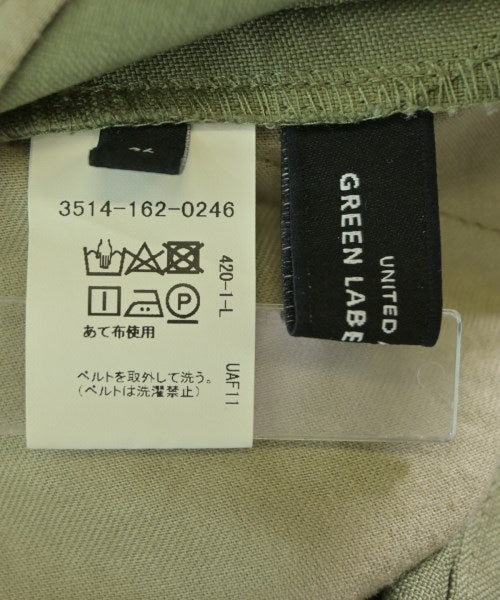 3514-162-0246
P
あて布使用
ベルトを取外して洗う。
(ベルトは洗濯禁止)
420-1-L
UAF11
UNITED
GREEN LABE